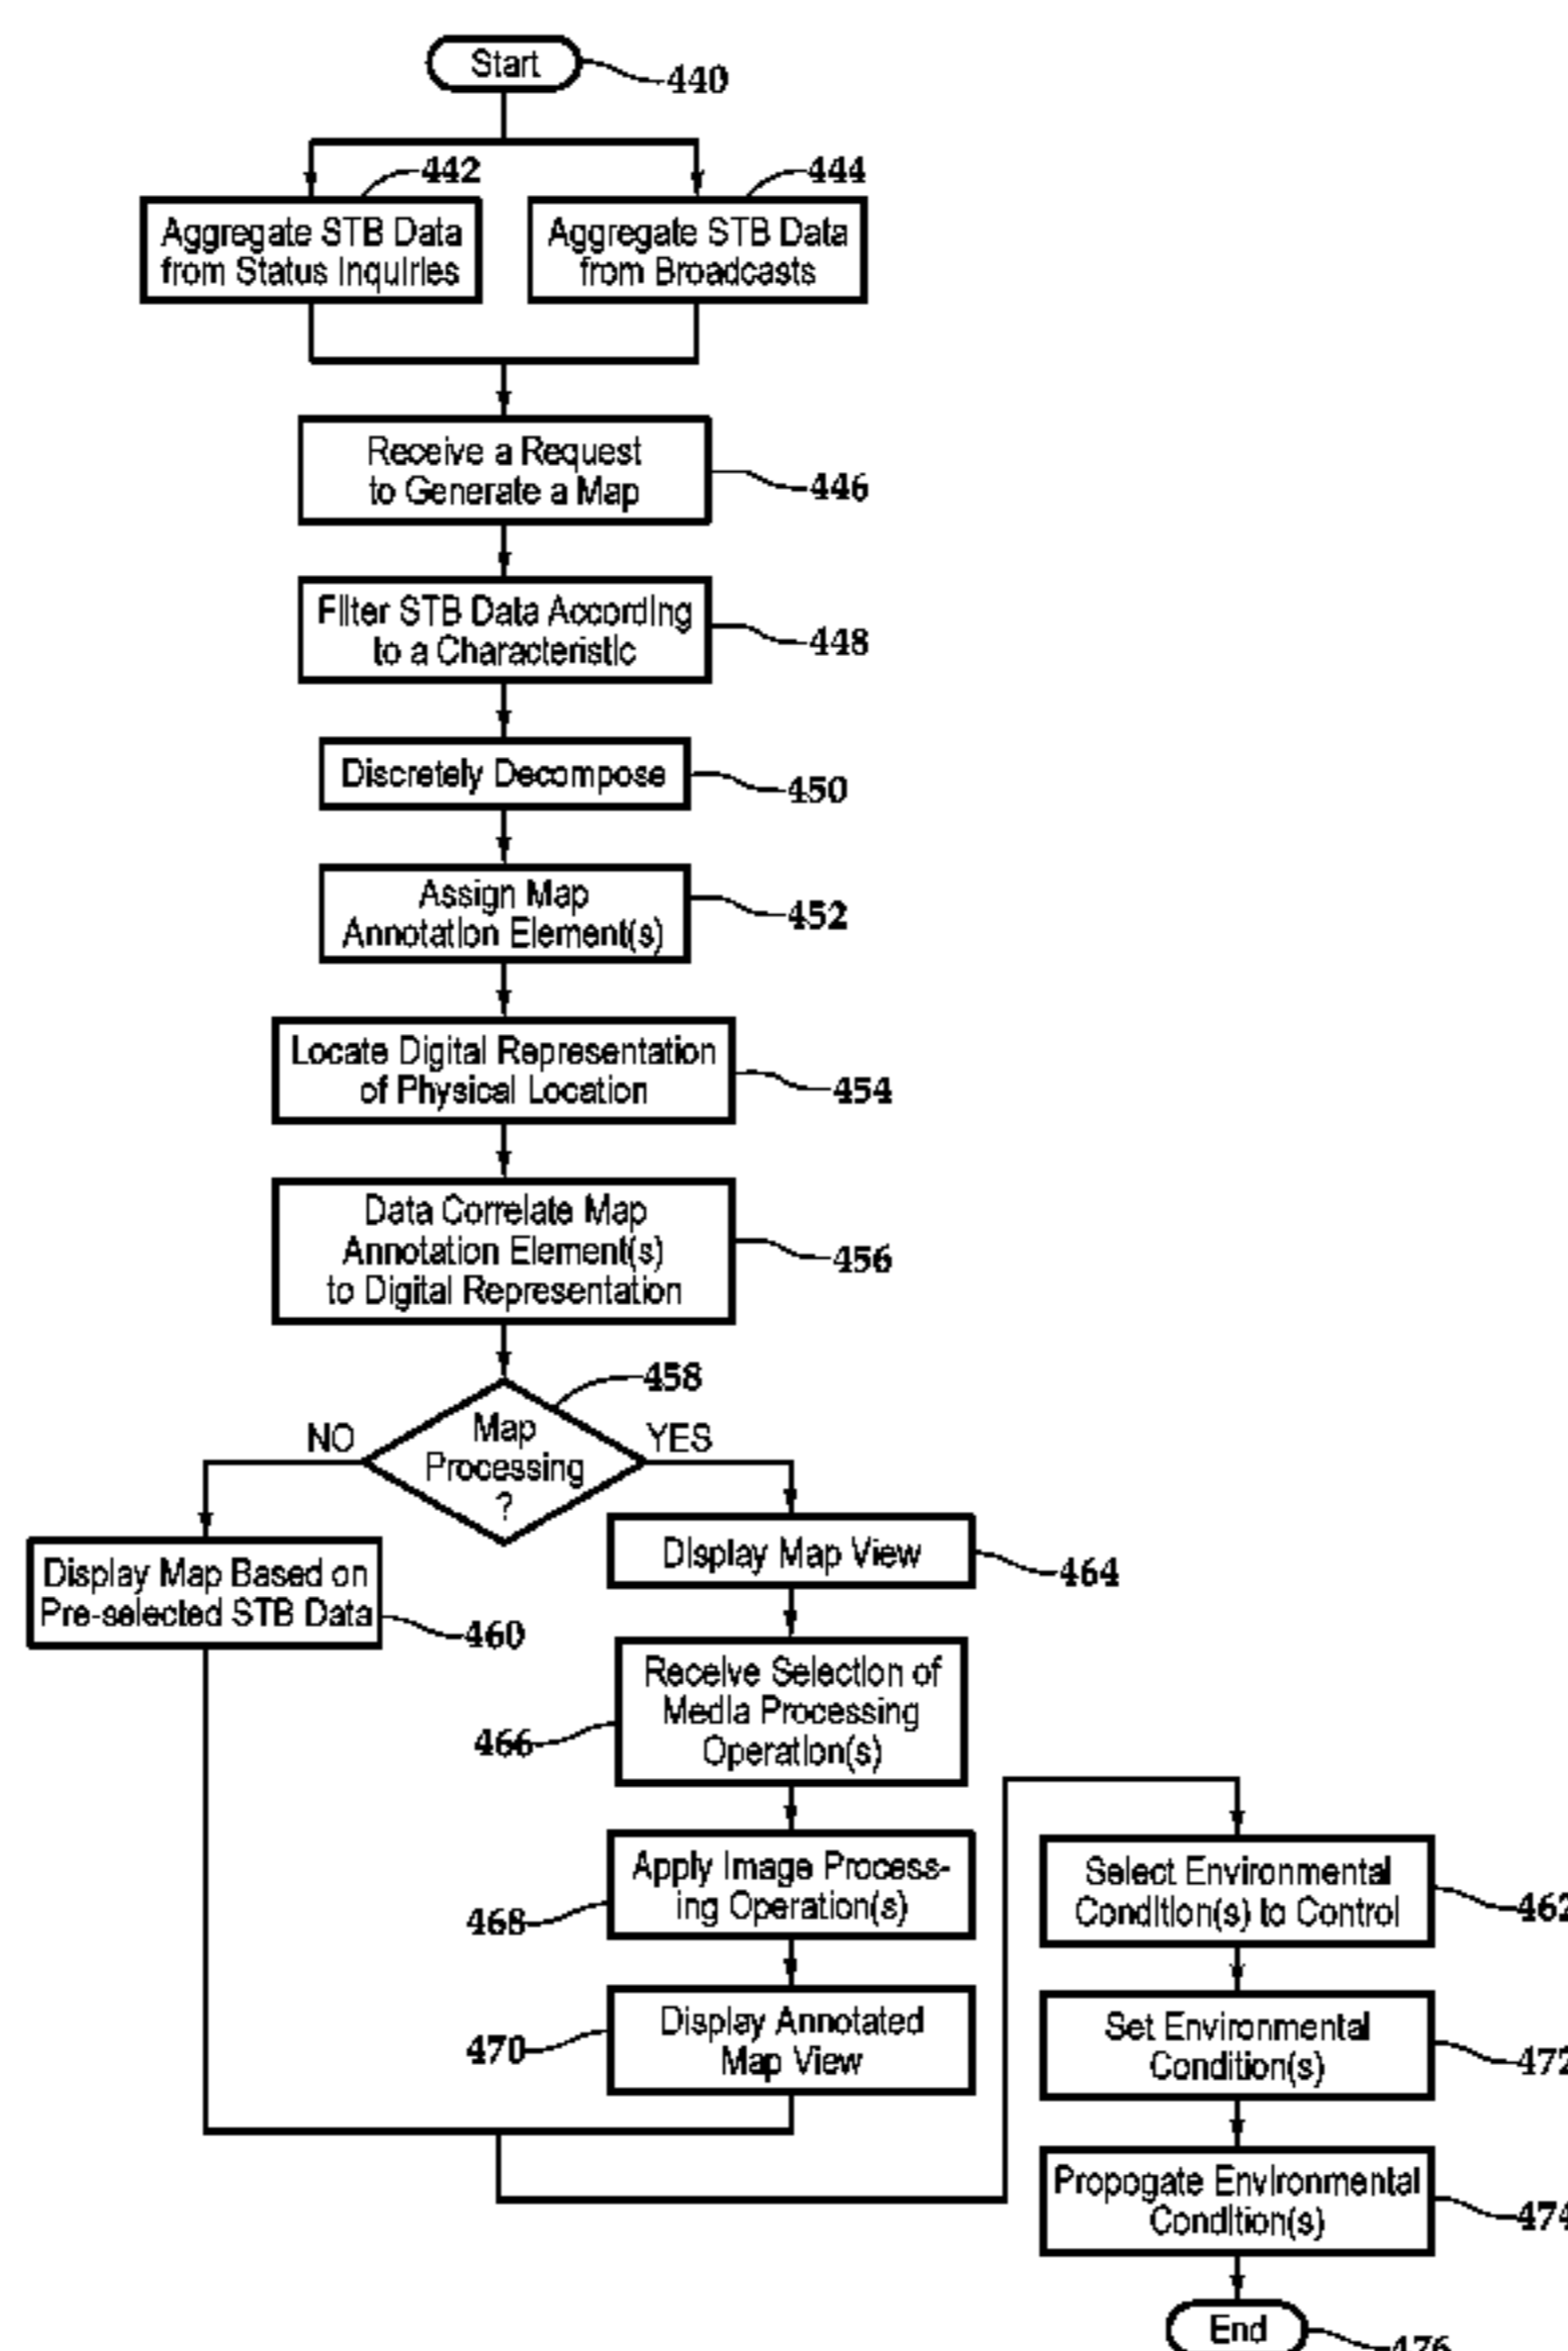 Start
440
442
444
Aggregate STB Data
from Status Inquiries
Aggregate STB Data
from Broadcasts
Receive a Request
to Generate a Map
446
Filter STB Data According
to a Characteristic
448
Discretely Decompose
450
Assign Map
Annotation Element(s)
452
Locate Digital Representation
of Physical Location
454
Data Correlate Map
Annotation Element(s)
to Digital Representation
456
458
Map
Processing
?
NO
YES
Display Map Based on
Pre-selected STB Data
460
Display Map View
464
Receive Selection of
Media Processing
Operation(s)
466
Apply Image Process-
ing Operation(s)
468
Display Annotated
Map View
470
Select Environmental
Condition(s) to Control
462
Set Environmental
Condition(s)
472
Propogate Environmental
Condition(s)
474
End
476